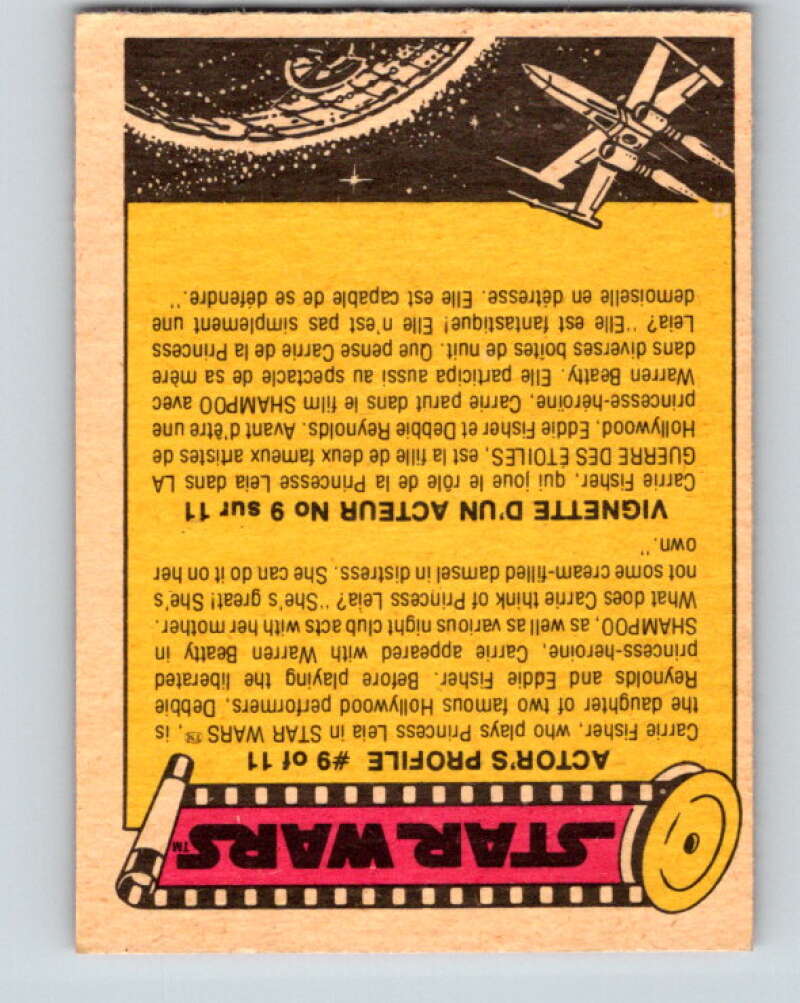 STAR WARS™
ACTOR'S PROFILE #9 of 11
Carrie Fisher, who plays Princess Leia in STAR WARS™, is
the daughter of two famous Hollywood performers, Debbie
Reynolds and Eddie Fisher. Before playing the liberated
princess-heroine, Carrie appeared with Warren Beatty in
SHAMPOO, as well as various night club acts with her mother.
What does Carrie think of Princess Leia? "She's great! She's
not some cream-filled damsel in distress. She can do it on her
own."
VIGNETTE D'UN ACTEUR No 9 sur 11
Carrie Fisher, qui joue le rôle de la Princesse Leia dans LA
GUERRE DES ÉTOILES, est la fille de deux fameux artistes de
Hollywood, Eddie Fisher et Debbie Reynolds. Avant d'être une
princesse-héroine, Carrie parut dans le film SHAMPOO avec
Warren Beatty. Elle participa aussi au spectacle de sa mère
dans diverses boites de nuit. Que pense Carrie de la Princess
Leia? "Elle est fantastique! Elle n'est pas simplement une
demoiselle en détresse. Elle est capable de se défendre."